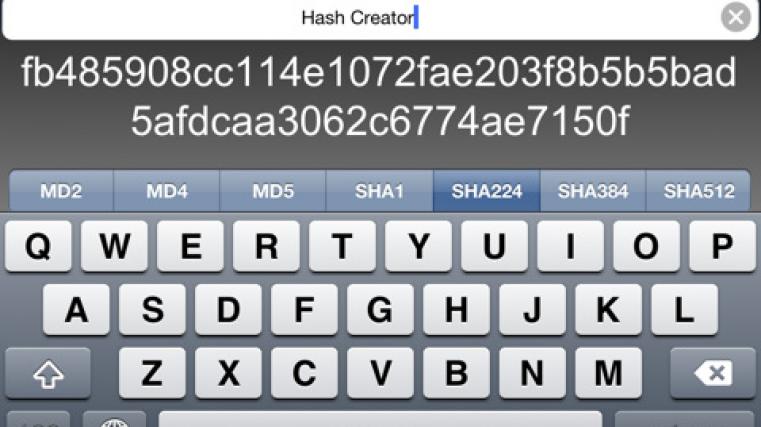 Hash Creator
fb485908cc114e1072fae203f8b5b5bad
5afdcaa3062c6774ae7150f
MD2 MD4 MD5 SHA1 SHA224 SHA384 SHA512
Q W E R T Y U I O P
A S D F G H J K L
Z X C V B N M